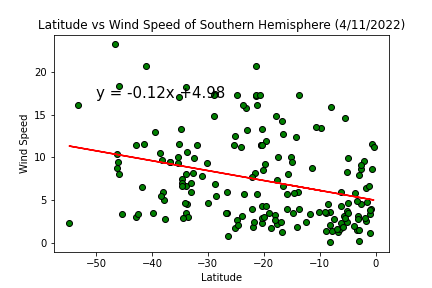 Latitude vs Wind Speed of Southern Hemisphere (4/11/2022)
y = -0.12x +4.98
20
15
10
5
0
Wind Speed
−50 −40 −30 −20 −10 0
Latitude